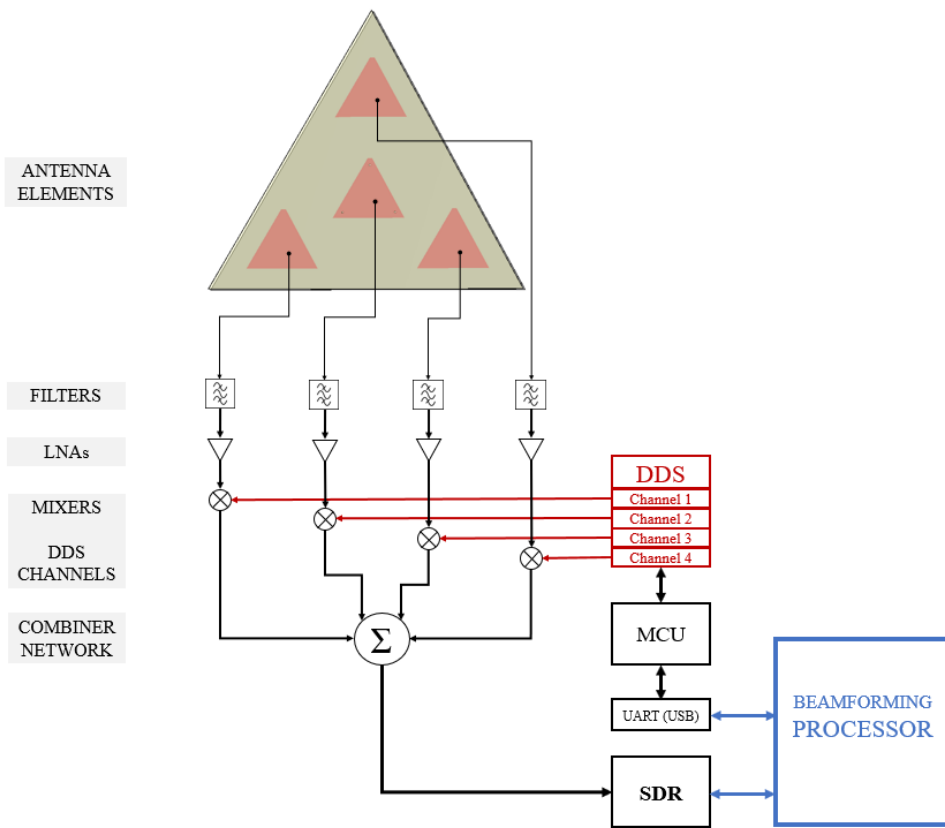 ANTENNA
ELEMENTS
FILTERS
LNAs
MIXERS
DDS
CHANNELS
COMBINER
NETWORK
DDS
Channel 1
Channel 2
Channel 3
Channel 4
Σ
MCU
UART (USB)
SDR
BEAMFORMING
PROCESSOR